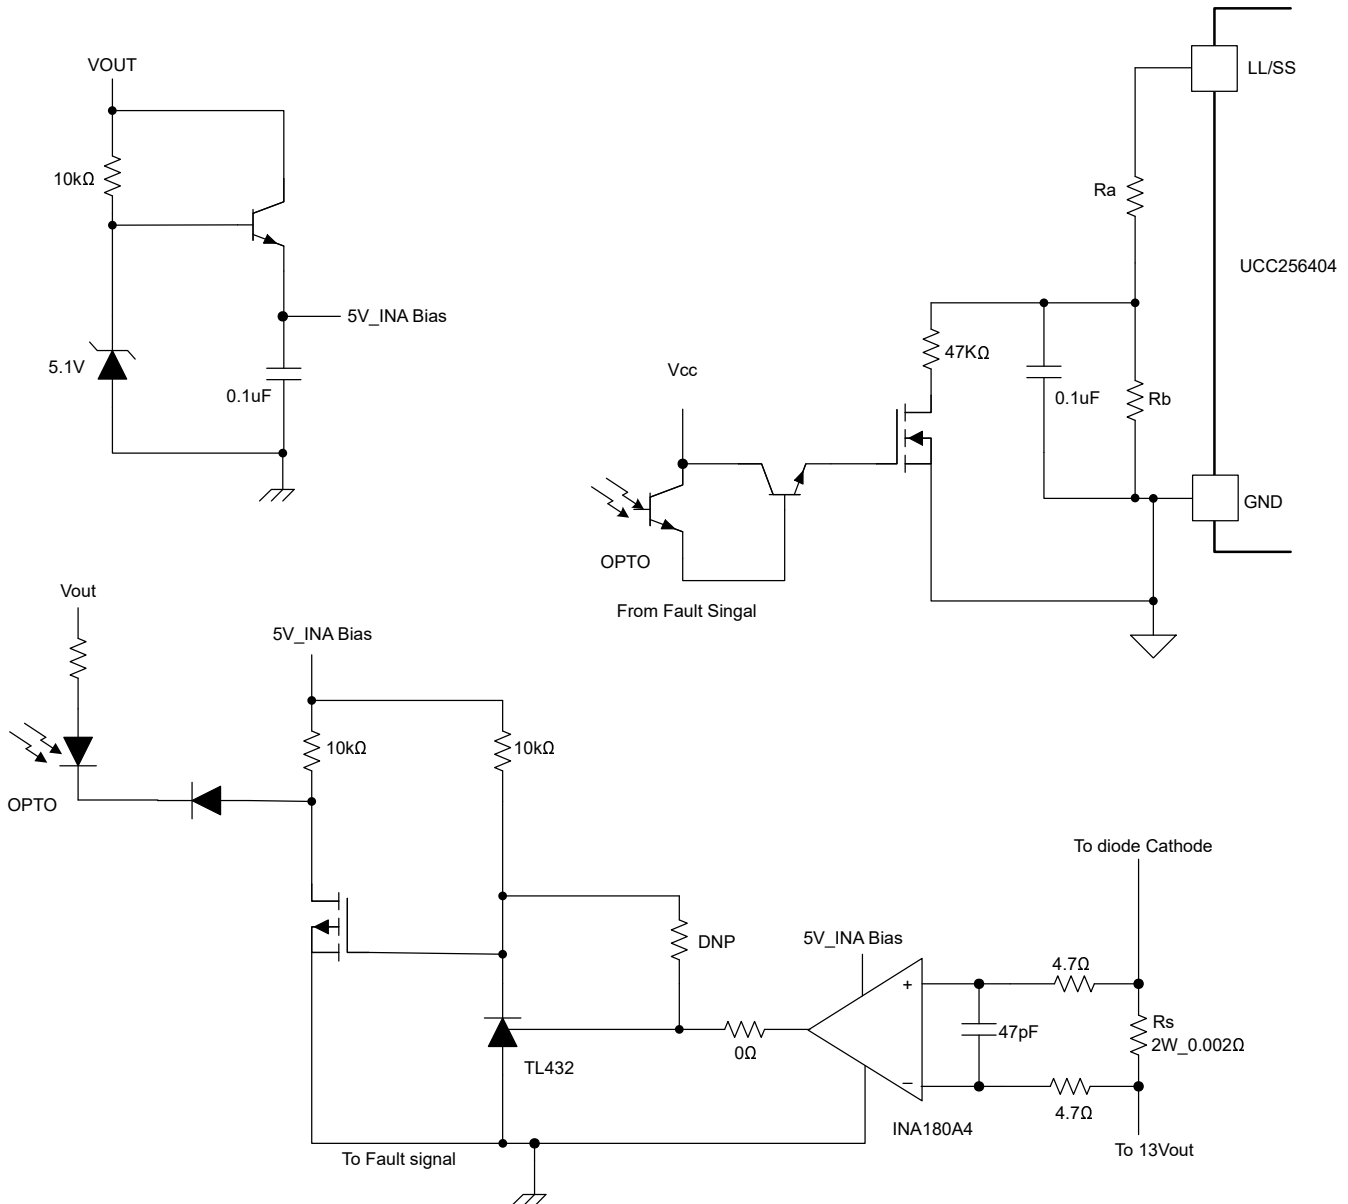 VOUT
10kΩ
5.1V
5V_INA Bias
0.1uF
LL/SS
Ra
UCC256404
47KΩ
0.1uF
Rb
Vcc
GND
OPTO
From Fault Singal
Vout
5V_INA Bias
10kΩ
10kΩ
OPTO
DNP
5V_INA Bias
To diode Cathode
4.7Ω
+
47pF
Rs
2W_0.002Ω
0Ω
TL432
−
4.7Ω
INA180A4
To 13Vout
To Fault signal